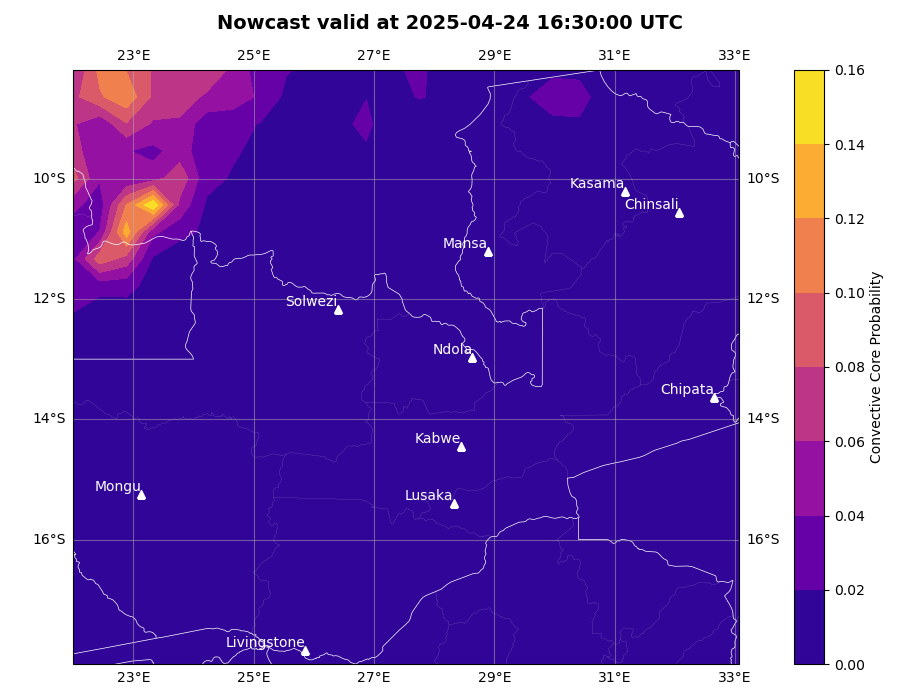 Nowcast valid at 2025-04-24 16:30:00 UTC
23°E 25°E 27°E 29°E 31°E 33°E
0.16
0.14
0.12
0.10
0.08
0.06
0.04
0.02
0.00
Convective Core Probability
10°S 10°S
12°S 12°S
14°S 14°S
16°S 16°S
Kasama
Chinsali
Mansa
Solwezi
Ndola
Chipata
Kabwe
Mongu
Lusaka
Livingstone
23°E 25°E 27°E 29°E 31°E 33°E